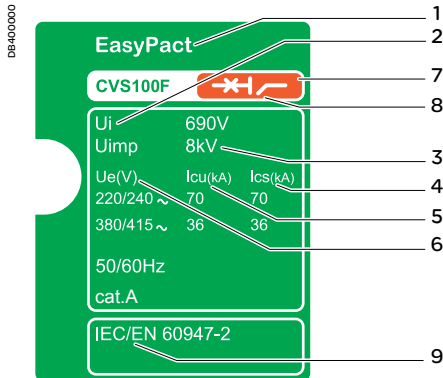 DB400000
EasyPact
CVS100F
Ui 690V
Uimp 8kV
Ue(V) Icu(kA) Ics(kA)
220/240 ~ 70 70
380/415 ~ 36 36
50/60Hz
cat.A
IEC/EN 60947-2
1
2
7
8
3
4
5
6
9